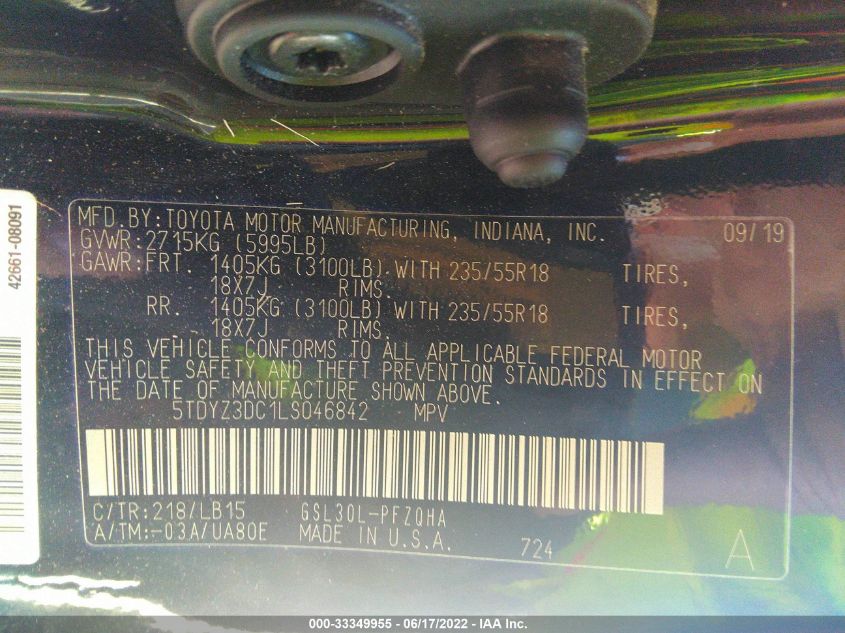 42661-08091
MFD.BY:TOYOTA MOTOR MANUFACTURING, INDIANA, INC. 09/19
GVWR:2715KG (5995LB)
GAWR:FRT. 1405KG (3100LB) WITH 235/55R18 TIRES,
18X7J RIMS.
RR. 1405KG (3100LB) WITH 235/55R18 TIRES,
18X7J RIMS.
THIS VEHICLE CONFORMS TO ALL APPLICABLE FEDERAL MOTOR
VEHICLE SAFETY AND THEFT PREVENTION STANDARDS IN EFFECT ON
THE DATE OF MANUFACTURE SHOWN ABOVE.
5TDYZ3DC1LS046842 MPV
C/TR:218/LB15 GSL30L-PFZQHA
A/TM:-03A/UA80E MADE IN U.S.A. 724 A
000-33349955 - 06/17/2022 - IAA Inc.